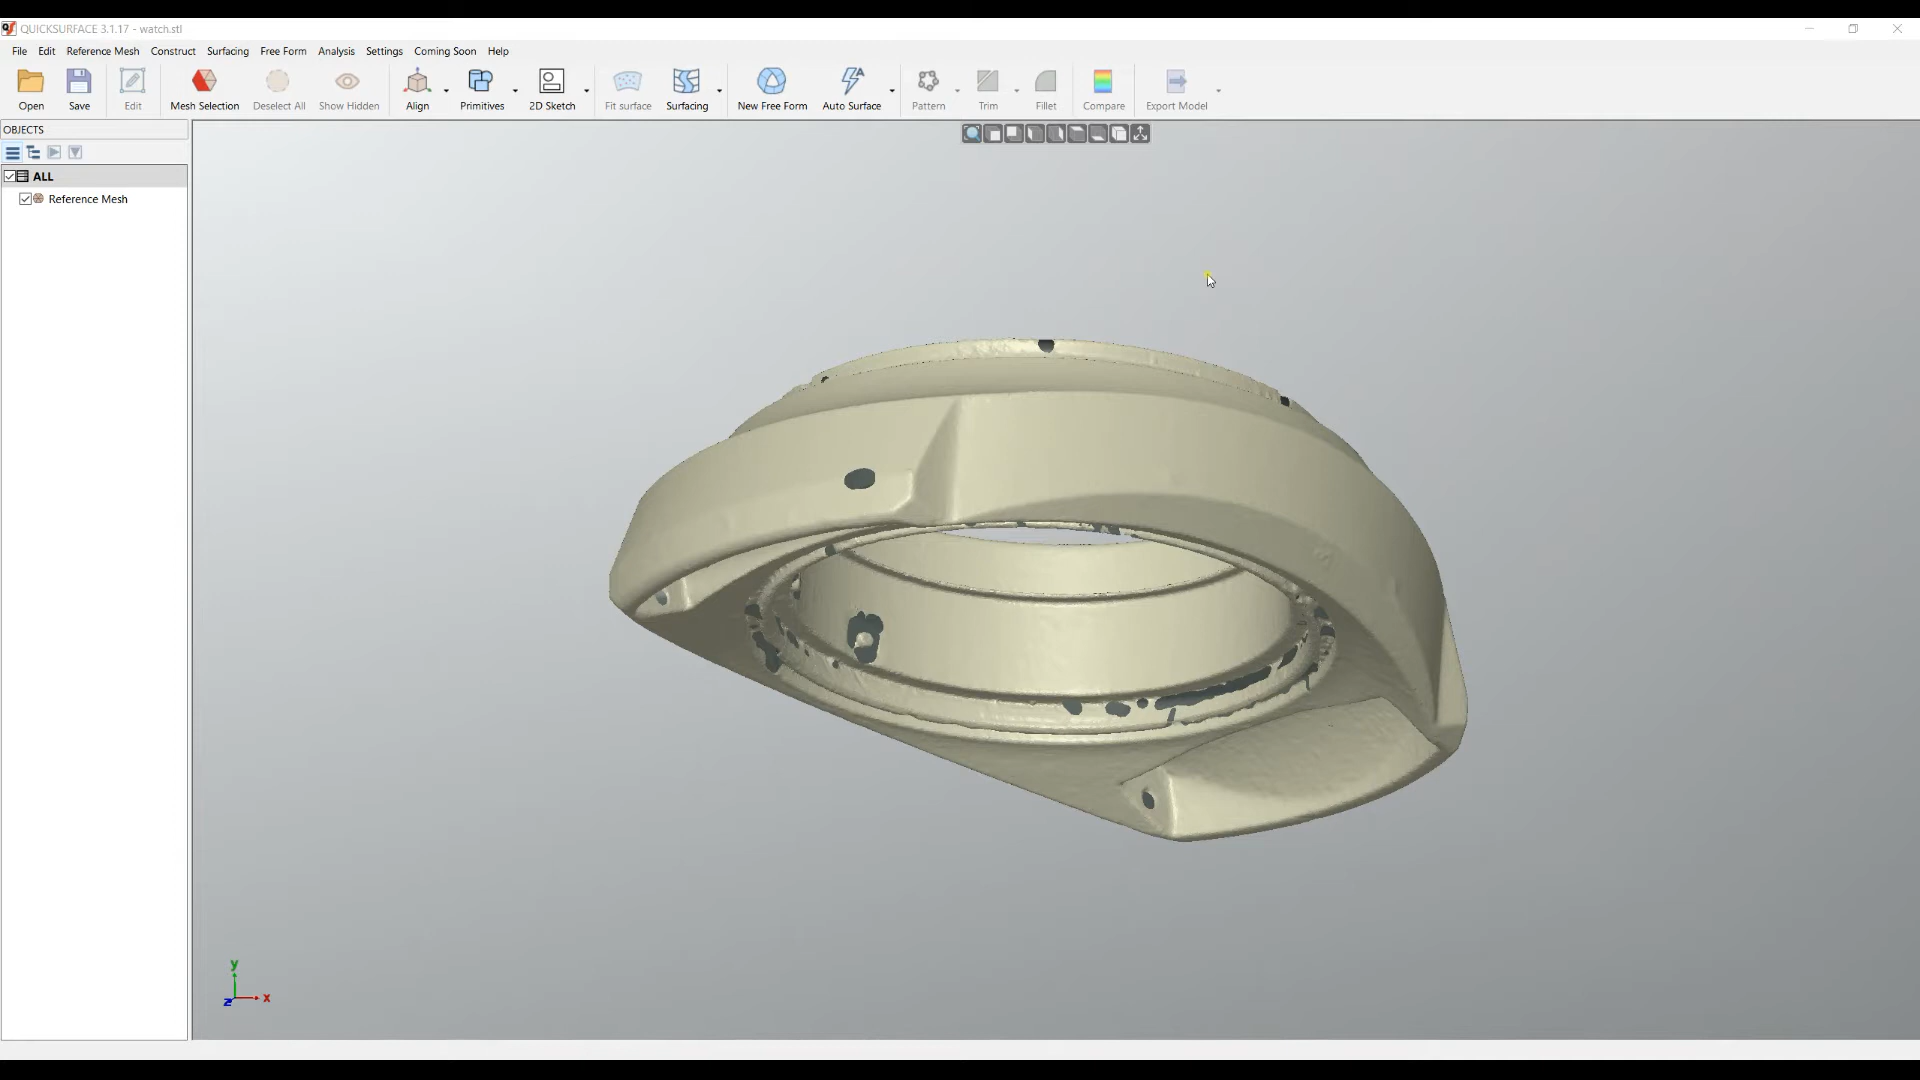 QUICKSURFACE 3.1.17 - watch.stl
File Edit Reference Mesh Construct Surfacing Free Form Analysis Settings Coming Soon Help
Open Save Edit Mesh Selection Deselect All Show Hidden Align Primitives 2D Sketch Fit surface Surfacing New Free Form Auto Surface Pattern Trim Fillet Compare Export Model
OBJECTS
ALL
Reference Mesh
y
z x